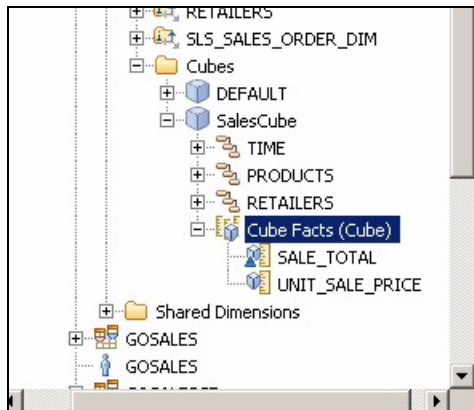 RETAILERS
SLS_SALES_ORDER_DIM
Cubes
DEFAULT
SalesCube
TIME
PRODUCTS
RETAILERS
Cube Facts (Cube)
SALE_TOTAL
UNIT_SALE_PRICE
Shared Dimensions
GOSALES
GOSALES